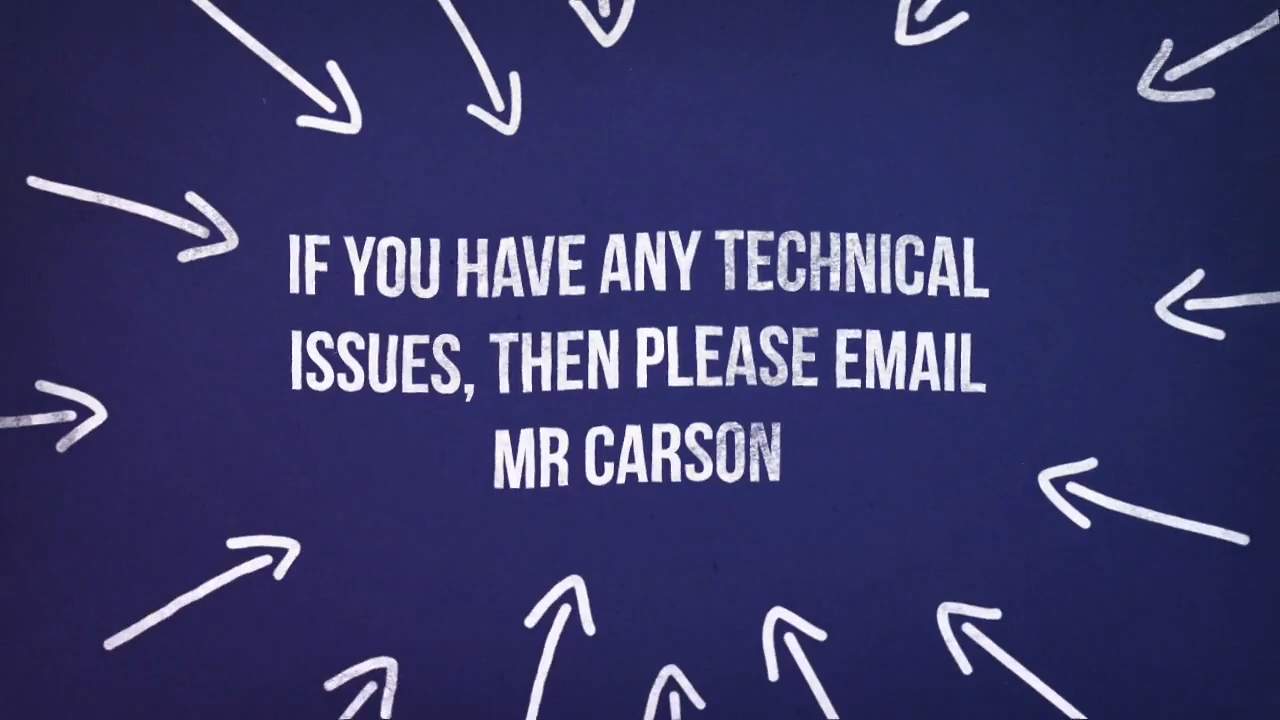 IF YOU HAVE ANY TECHNICAL
ISSUES, THEN PLEASE EMAIL
MR CARSON